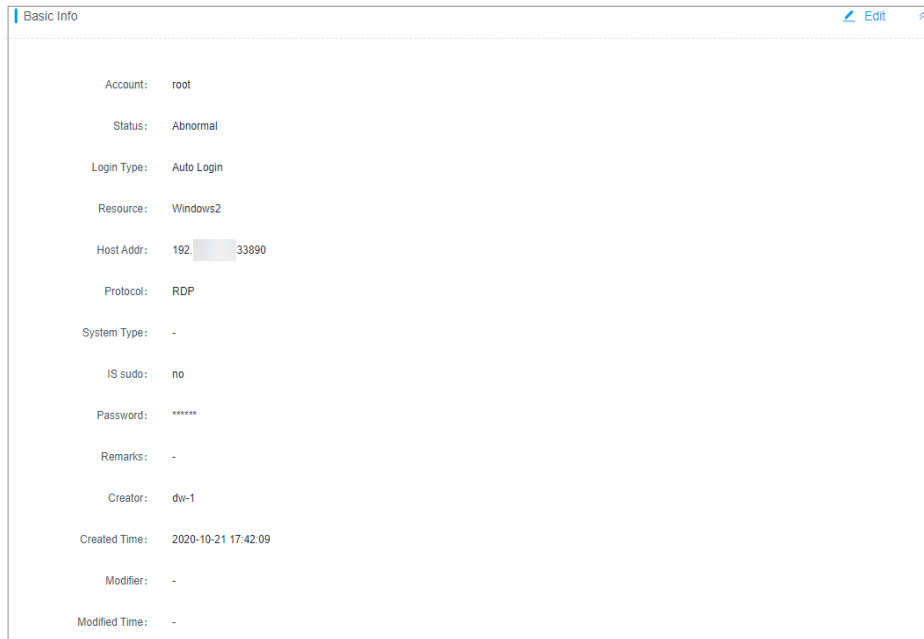 Basic Info Edit
Account: root
Status: Abnormal
Login Type: Auto Login
Resource: Windows2
Host Addr: 192. 33890
Protocol: RDP
System Type: -
IS sudo: no
Password: ******
Remarks: -
Creator: dw-1
Created Time: 2020-10-21 17:42:09
Modifier: -
Modified Time: -